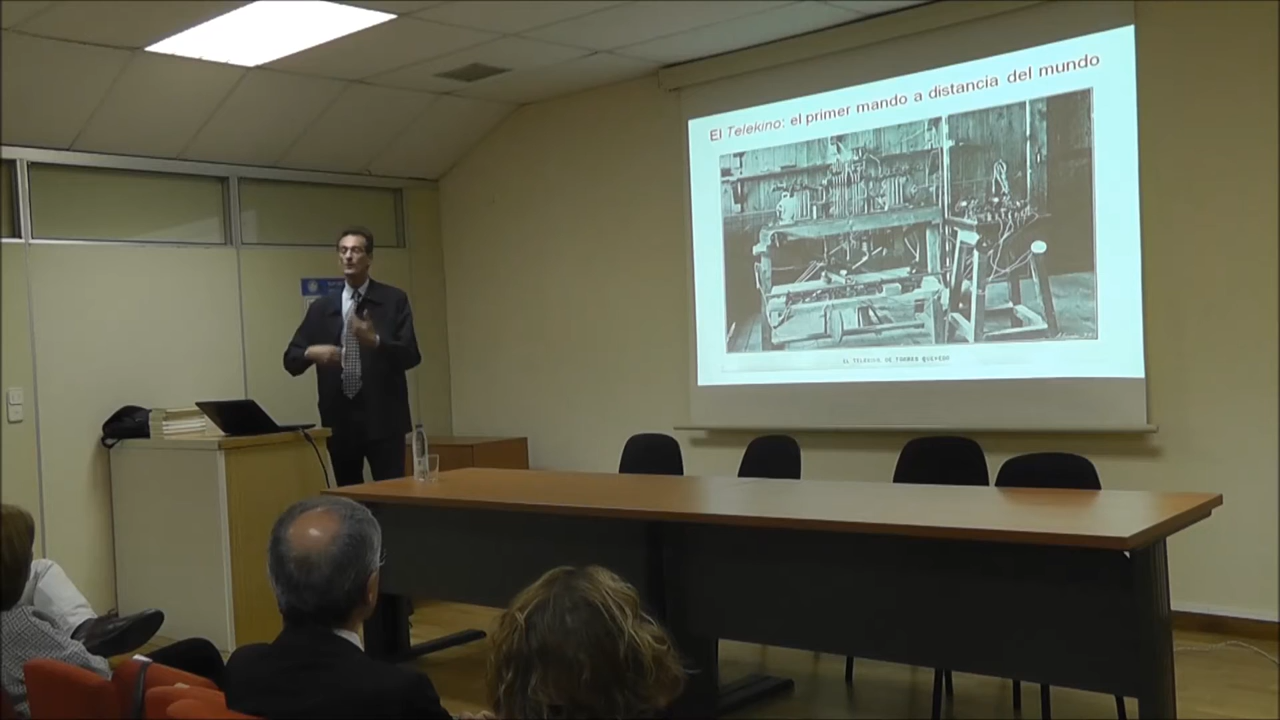 El Telekino: el primer mando a distancia del mundo
EL TELEKINO DE TORRES QUEVEDO